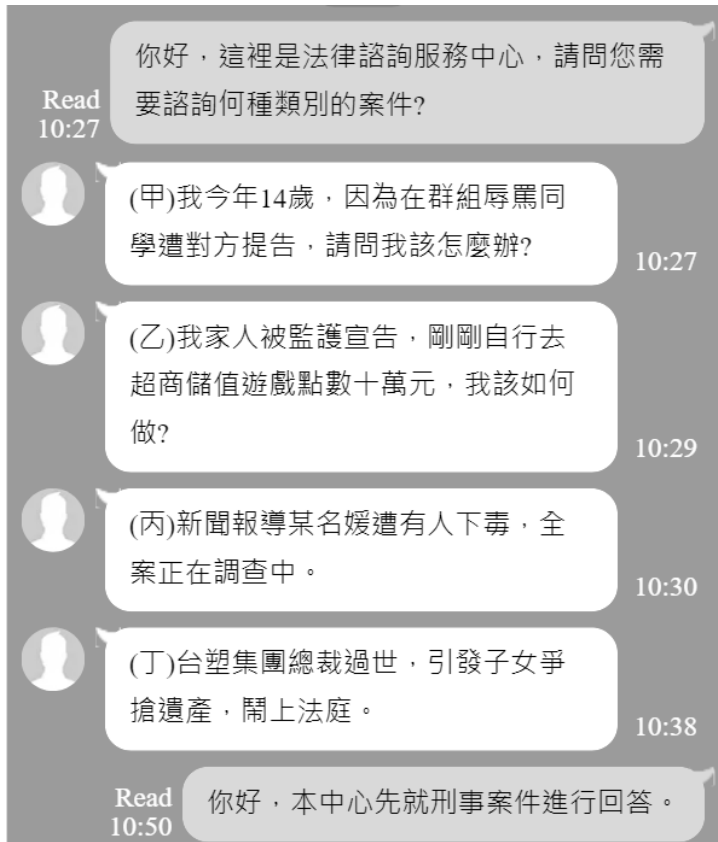 你好，這裡是法律諮詢服務中心，請問您需
要諮詢何種類別的案件?
Read
10:27
(甲)我今年14歲，因為在群組辱罵同
學遭對方提告，請問我該怎麼辦?
10:27
(乙)我家人被監護宣告，剛剛自行去
超商儲值遊戲點數十萬元，我該如何
做?
10:29
(丙)新聞報導某名媛遭有人下毒，全
案正在調查中。
10:30
(丁)台塑集團總裁過世，引發子女爭
搶遺產，鬧上法庭。
10:38
Read
10:50
你好，本中心先就刑事案件進行回答。